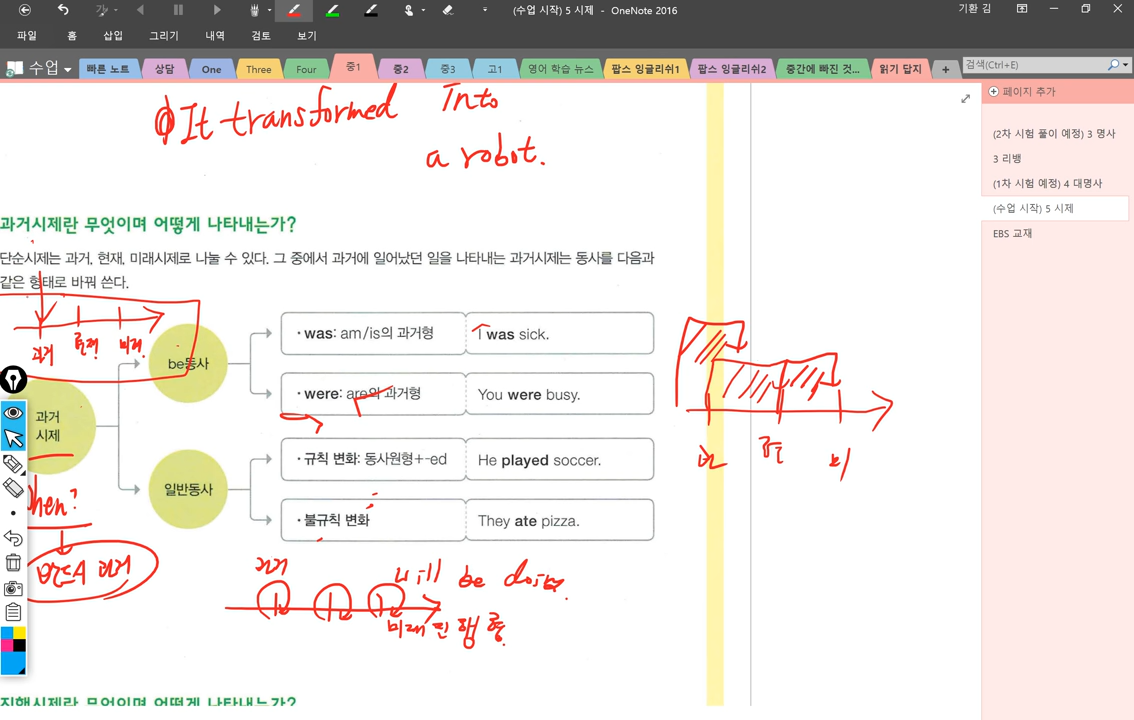 (수업 시작) 5 시제 - OneNote 2016
기환 김
파일 홈 삽입 그리기 내역 검토 보기
수업 빠른 노트 상담 One Three Four 중1 중2 중3 고1 영어 학습 뉴스 팝스 잉글리쉬1 팝스 잉글리쉬2 중간에 빠진 것... 읽기 답지 +
검색(Ctrl+E)
페이지 추가
(2차 시험 풀이 예정) 3 명사
3 리뱅
(1차 시험 예정) 4 대명사
(수업 시작) 5 시제
EBS 교재
It transformed into
a robot.
과거시제란 무엇이며 어떻게 나타내는가?
단순시제는 과거, 현재, 미래시제로 나눌 수 있다. 그 중에서 과거에 일어났던 일을 나타내는 과거시제는 동사를 다음과
같은 형태로 바꿔 쓴다.
과거 현재 미래
be동사
• was: am/is의 과거형 I was sick.
• were: are의 과거형 You were busy.
과거
시제
일반동사
• 규칙 변화: 동사원형+-ed He played soccer.
• 불규칙 변화 They ate pizza.
과 현 미
When?
반드시 과거
과거
will be doing
미래 진행 중
진행시제란 무엇이며 어떻게 나타내는가?